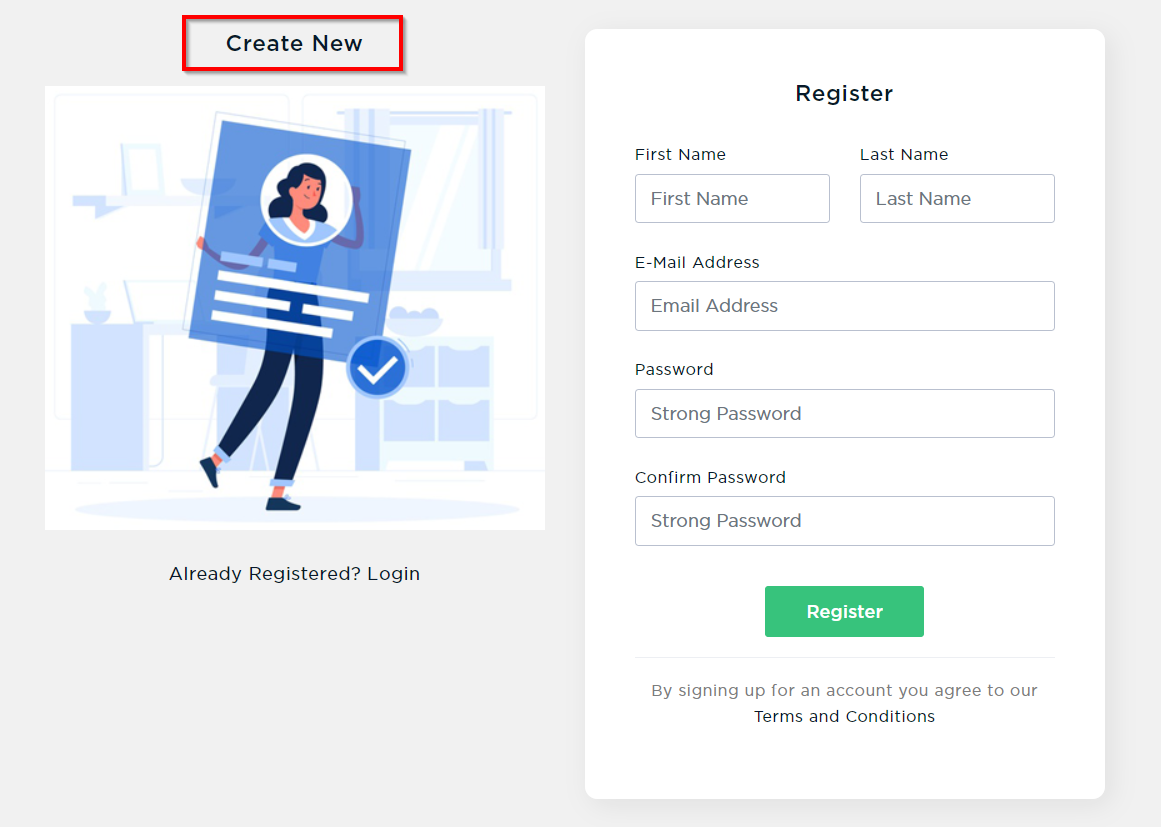 Create New
Already Registered? Login
Register
First Name
Last Name
First Name
Last Name
E-Mail Address
Email Address
Password
Strong Password
Confirm Password
Strong Password
Register
By signing up for an account you agree to our
Terms and Conditions